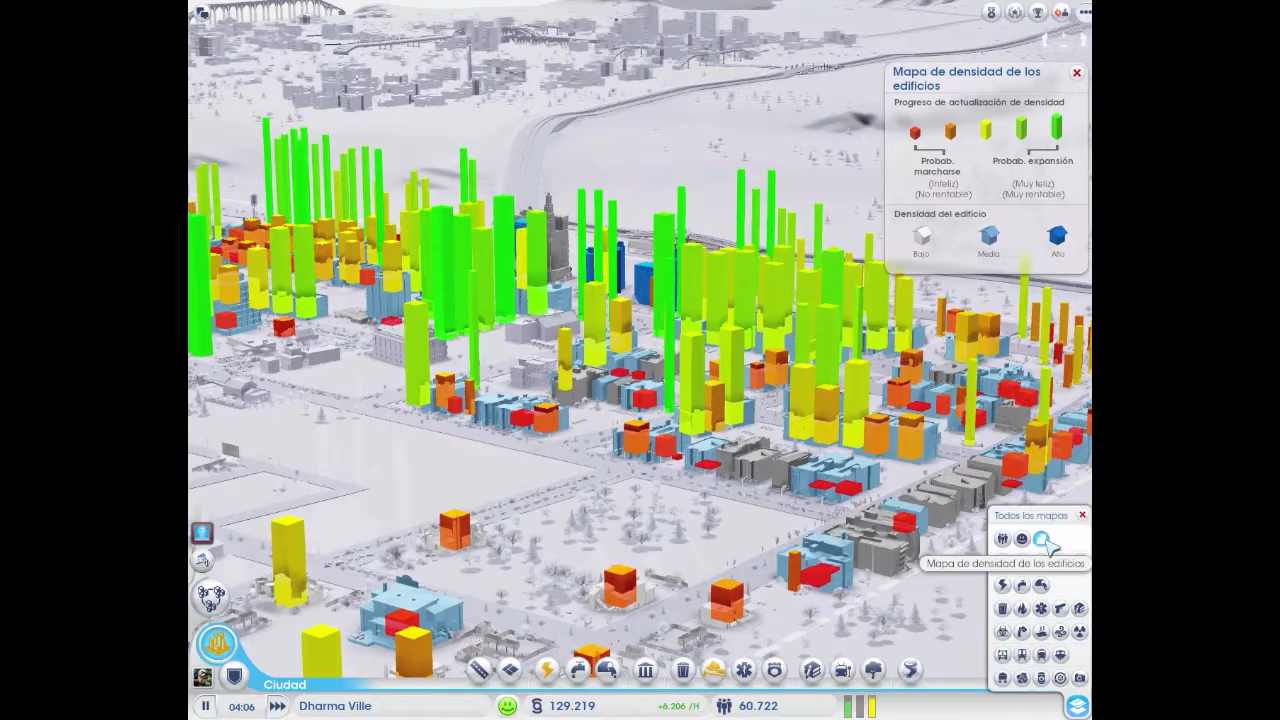 Mapa de densidad de los
edificios
Progreso de actualización de densidad
Probab.
marcharse
Probab. expansión
(Infeliz)
(No rentable)
(Muy feliz)
(Muy rentable)
Densidad del edificio
Bajo
Media
Alto
Todos los mapas
Mapa de densidad de los edificios
Ciudad
04:06
Dharma Ville
129.219
+6.206 /H
60.722